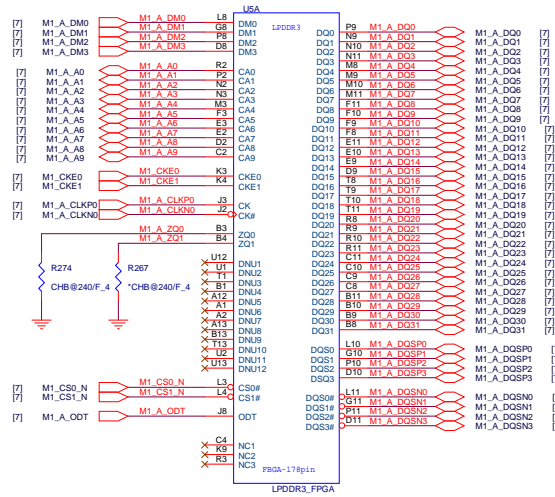 U5A
LPDDR3
[7] M1_A_DM0 M1_A_DM0 L8 DM0
[7] M1_A_DM1 M1_A_DM1 G8 DM1
[7] M1_A_DM2 M1_A_DM2 P8 DM2
[7] M1_A_DM3 M1_A_DM3 D8 DM3
[7] M1_A_A0 M1_A_A0 R2 CA0
[7] M1_A_A1 M1_A_A1 P2 CA1
[7] M1_A_A2 M1_A_A2 N2 CA2
[7] M1_A_A3 M1_A_A3 N3 CA3
[7] M1_A_A4 M1_A_A4 M3 CA4
[7] M1_A_A5 M1_A_A5 F3 CA5
[7] M1_A_A6 M1_A_A6 E3 CA6
[7] M1_A_A7 M1_A_A7 E2 CA7
[7] M1_A_A8 M1_A_A8 D2 CA8
[7] M1_A_A9 M1_A_A9 C2 CA9
[7] M1_CKE0 M1_CKE0 K3 CKE0
[7] M1_CKE1 M1_CKE1 K4 CKE1
[7] M1_A_CLKP0 M1_A_CLKP0 J3 CK
[7] M1_A_CLKN0 M1_A_CLKN0 J2 CK#
M1_A_ZQ0 B3 ZQ0
M1_A_ZQ1 B4 ZQ1
R274
CHB@240/F_4
R267
*CHB@240/F_4
U12 DNU1
U1 DNU2
T1 DNU3
B1 DNU4
A12 DNU5
A1 DNU6
A2 DNU7
A13 DNU8
B13 DNU9
T13 DNU10
U2 DNU11
U13 DNU12
[7] M1_CS0_N M1_CS0_N L3 CS0#
[7] M1_CS1_N M1_CS1_N L4 CS1#
[7] M1_A_ODT M1_A_ODT J8 ODT
C4 NC1
K9 NC2
R3 NC3
DQ0 P9 M1_A_DQ0 M1_A_DQ0 [7]
DQ1 N9 M1_A_DQ1 M1_A_DQ1 [7]
DQ2 N10 M1_A_DQ2 M1_A_DQ2 [7]
DQ3 N11 M1_A_DQ3 M1_A_DQ3 [7]
DQ4 M8 M1_A_DQ4 M1_A_DQ4 [7]
DQ5 M9 M1_A_DQ5 M1_A_DQ5 [7]
DQ6 M10 M1_A_DQ6 M1_A_DQ6 [7]
DQ7 M11 M1_A_DQ7 M1_A_DQ7 [7]
DQ8 F11 M1_A_DQ8 M1_A_DQ8 [7]
DQ9 F10 M1_A_DQ9 M1_A_DQ9 [7]
DQ10 F9 M1_A_DQ10 M1_A_DQ10 [7]
DQ11 F8 M1_A_DQ11 M1_A_DQ11 [7]
DQ12 E11 M1_A_DQ12 M1_A_DQ12 [7]
DQ13 E10 M1_A_DQ13 M1_A_DQ13 [7]
DQ14 E9 M1_A_DQ14 M1_A_DQ14 [7]
DQ15 D9 M1_A_DQ15 M1_A_DQ15 [7]
DQ16 T8 M1_A_DQ16 M1_A_DQ16 [7]
DQ17 T9 M1_A_DQ17 M1_A_DQ17 [7]
DQ18 T10 M1_A_DQ18 M1_A_DQ18 [7]
DQ19 T11 M1_A_DQ19 M1_A_DQ19 [7]
DQ20 R8 M1_A_DQ20 M1_A_DQ20 [7]
DQ21 R9 M1_A_DQ21 M1_A_DQ21 [7]
DQ22 R10 M1_A_DQ22 M1_A_DQ22 [7]
DQ23 R11 M1_A_DQ23 M1_A_DQ23 [7]
DQ24 C11 M1_A_DQ24 M1_A_DQ24 [7]
DQ25 C10 M1_A_DQ25 M1_A_DQ25 [7]
DQ26 C9 M1_A_DQ26 M1_A_DQ26 [7]
DQ27 C8 M1_A_DQ27 M1_A_DQ27 [7]
DQ28 B11 M1_A_DQ28 M1_A_DQ28 [7]
DQ29 B10 M1_A_DQ29 M1_A_DQ29 [7]
DQ30 B9 M1_A_DQ30 M1_A_DQ30 [7]
DQ31 B8 M1_A_DQ31 M1_A_DQ31 [7]
DQS0 L10 M1_A_DQSP0 M1_A_DQSP0
DQS1 G10 M1_A_DQSP1 M1_A_DQSP1
DQS2 P10 M1_A_DQSP2 M1_A_DQSP2
DSQ3 D10 M1_A_DQSP3 M1_A_DQSP3
DQS0# L11 M1_A_DQSN0 M1_A_DQSN0
DQS1# G11 M1_A_DQSN1 M1_A_DQSN1
DQS2# P11 M1_A_DQSN2 M1_A_DQSN2
DQS3# D11 M1_A_DQSN3 M1_A_DQSN3
FBGA-178pin
LPDDR3_FPGA